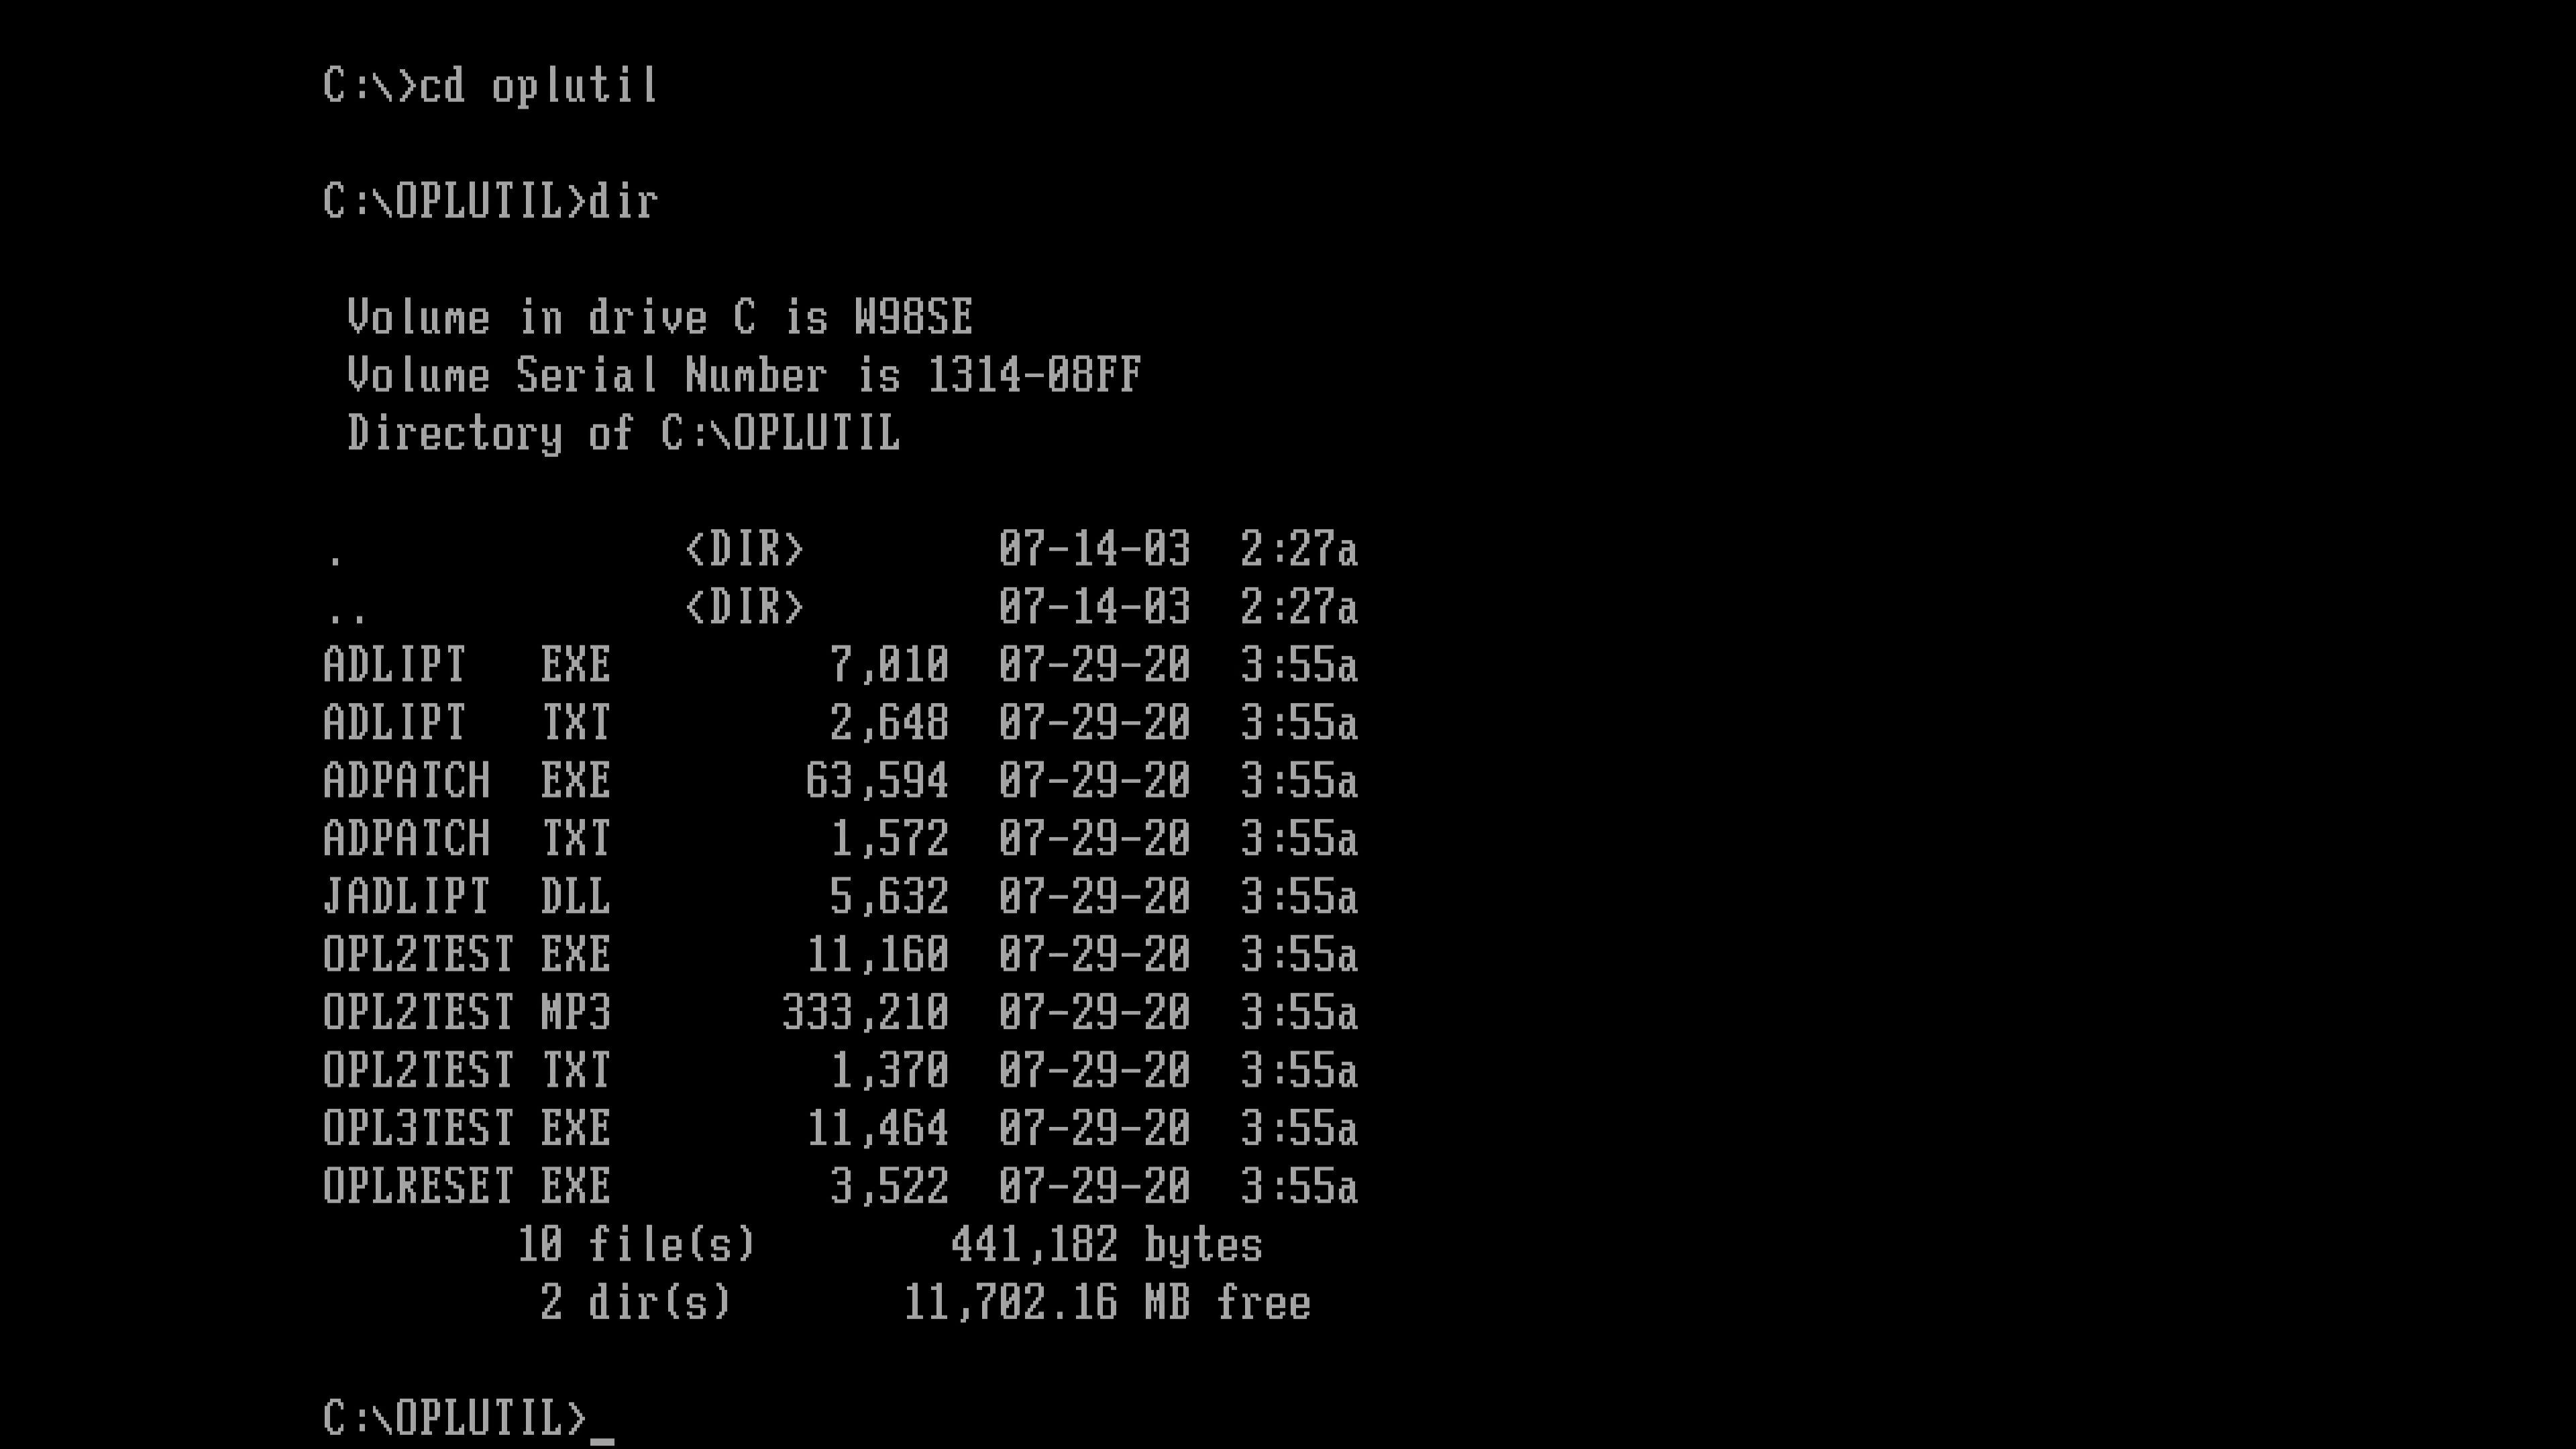 C:\>cd oplutil
C:\OPLUTIL>dir
Volume in drive C is W98SE
Volume Serial Number is 1314-08FF
Directory of C:\OPLUTIL
.              <DIR>        07-14-03  2:27a
..             <DIR>        07-14-03  2:27a
ADLIPT   EXE         7,010  07-29-20  3:55a
ADLIPT   TXT         2,648  07-29-20  3:55a
ADPATCH  EXE        63,594  07-29-20  3:55a
ADPATCH  TXT         1,572  07-29-20  3:55a
JADLIPT  DLL         5,632  07-29-20  3:55a
OPL2TEST EXE        11,160  07-29-20  3:55a
OPL2TEST MP3       333,210  07-29-20  3:55a
OPL2TEST TXT         1,370  07-29-20  3:55a
OPL3TEST EXE        11,464  07-29-20  3:55a
OPLRESET EXE         3,522  07-29-20  3:55a
10 file(s)        441,182 bytes
2 dir(s)       11,702.16 MB free
C:\OPLUTIL>_